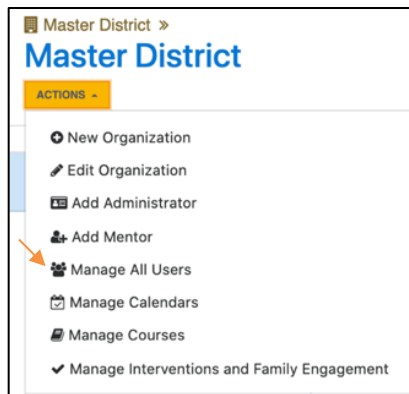 Master District »
Master District
ACTIONS
New Organization
Edit Organization
Add Administrator
Add Mentor
Manage All Users
Manage Calendars
Manage Courses
Manage Interventions and Family Engagement